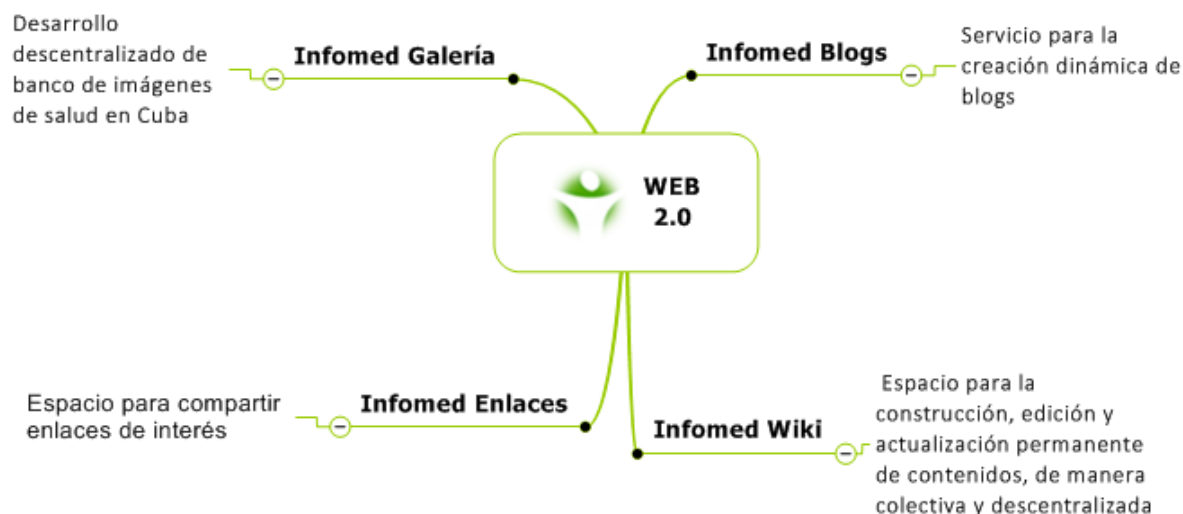 Desarrollo
descentralizado de
banco de imágenes
de salud en Cuba
Infomed Galería
Infomed Blogs
Servicio para la
creación dinámica de
blogs
WEB
2.0
Espacio para compartir
enlaces de interés
Infomed Enlaces
Infomed Wiki
Espacio para la
construcción, edición y
actualización permanente
de contenidos, de manera
colectiva y descentralizada